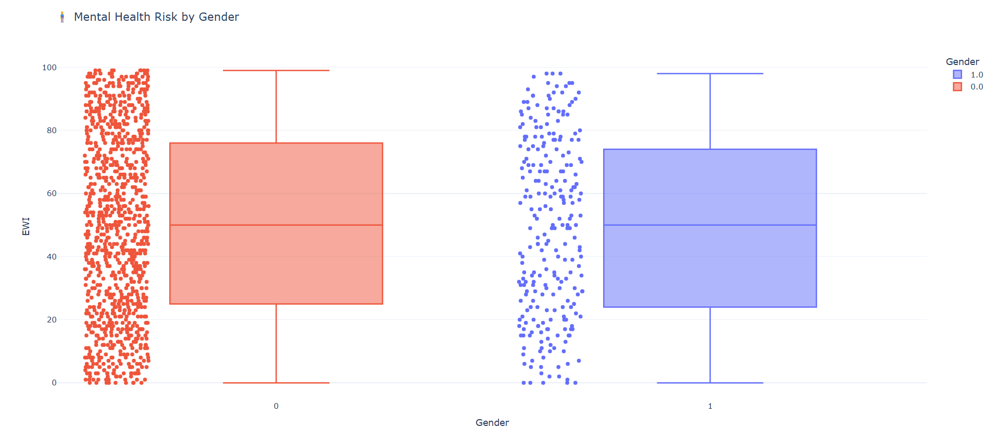 🧍 Mental Health Risk by Gender
Gender
1.0
0.0
100
80
60
40
20
0
EWI
0
1
Gender